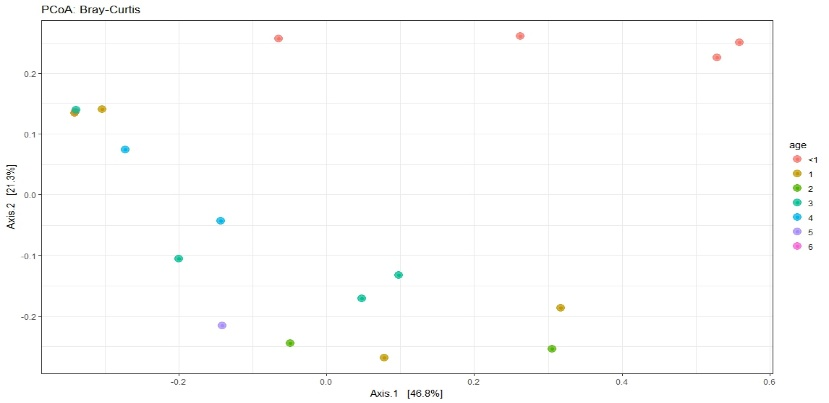 PCoA: Bray-Curtis
0.2
0.1
0.0
-0.1
-0.2
Axis.2 [21.3%]
-0.2 0.0 0.2 0.4 0.6
Axis.1 [46.8%]
age
<1
1
2
3
4
5
6